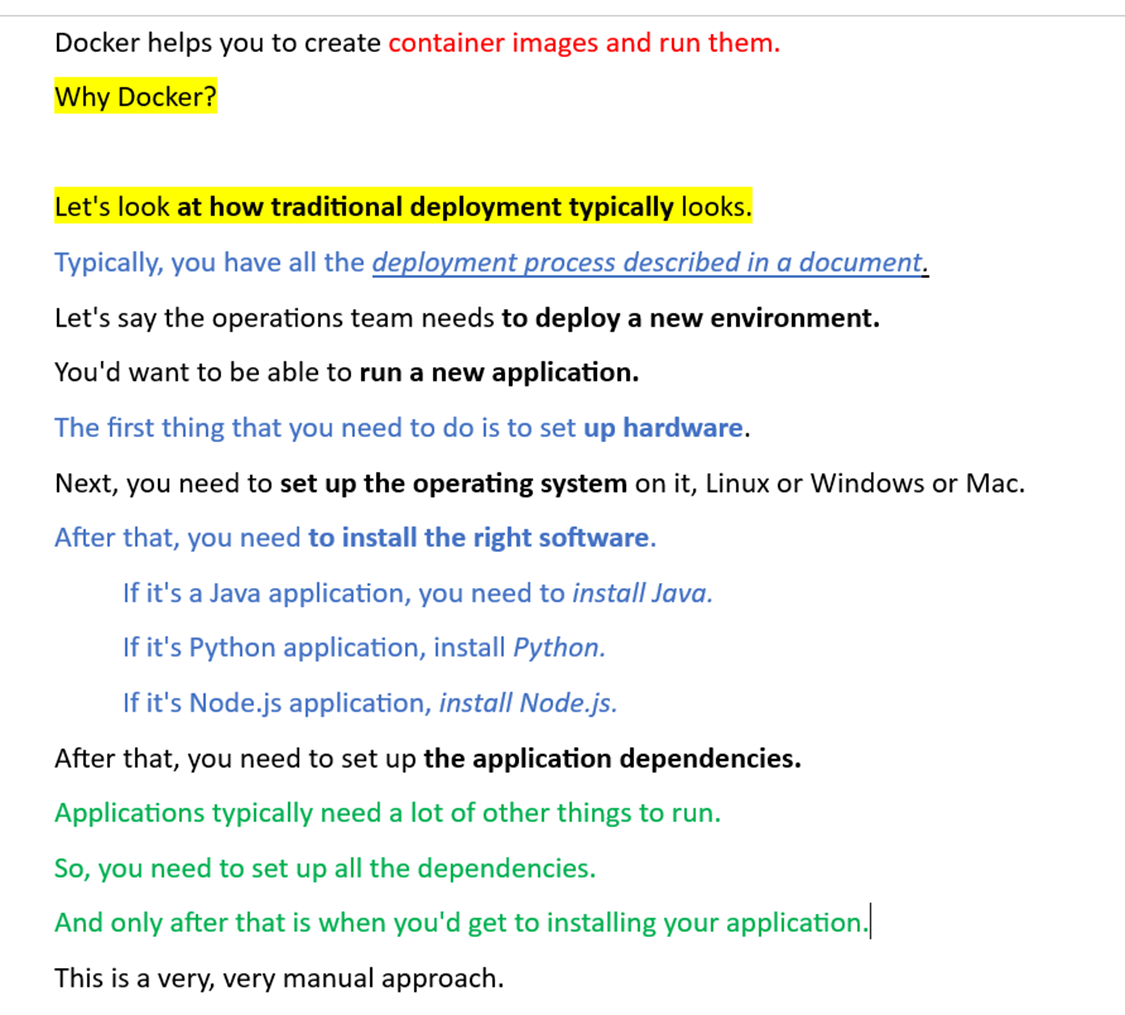 Docker helps you to create container images and run them.
Why Docker?
Let's look at how traditional deployment typically looks.
Typically, you have all the deployment process described in a document.
Let's say the operations team needs to deploy a new environment.
You'd want to be able to run a new application.
The first thing that you need to do is to set up hardware.
Next, you need to set up the operating system on it, Linux or Windows or Mac.
After that, you need to install the right software.
If it's a Java application, you need to install Java.
If it's Python application, install Python.
If it's Node.js application, install Node.js.
After that, you need to set up the application dependencies.
Applications typically need a lot of other things to run.
So, you need to set up all the dependencies.
And only after that is when you'd get to installing your application.
This is a very, very manual approach.